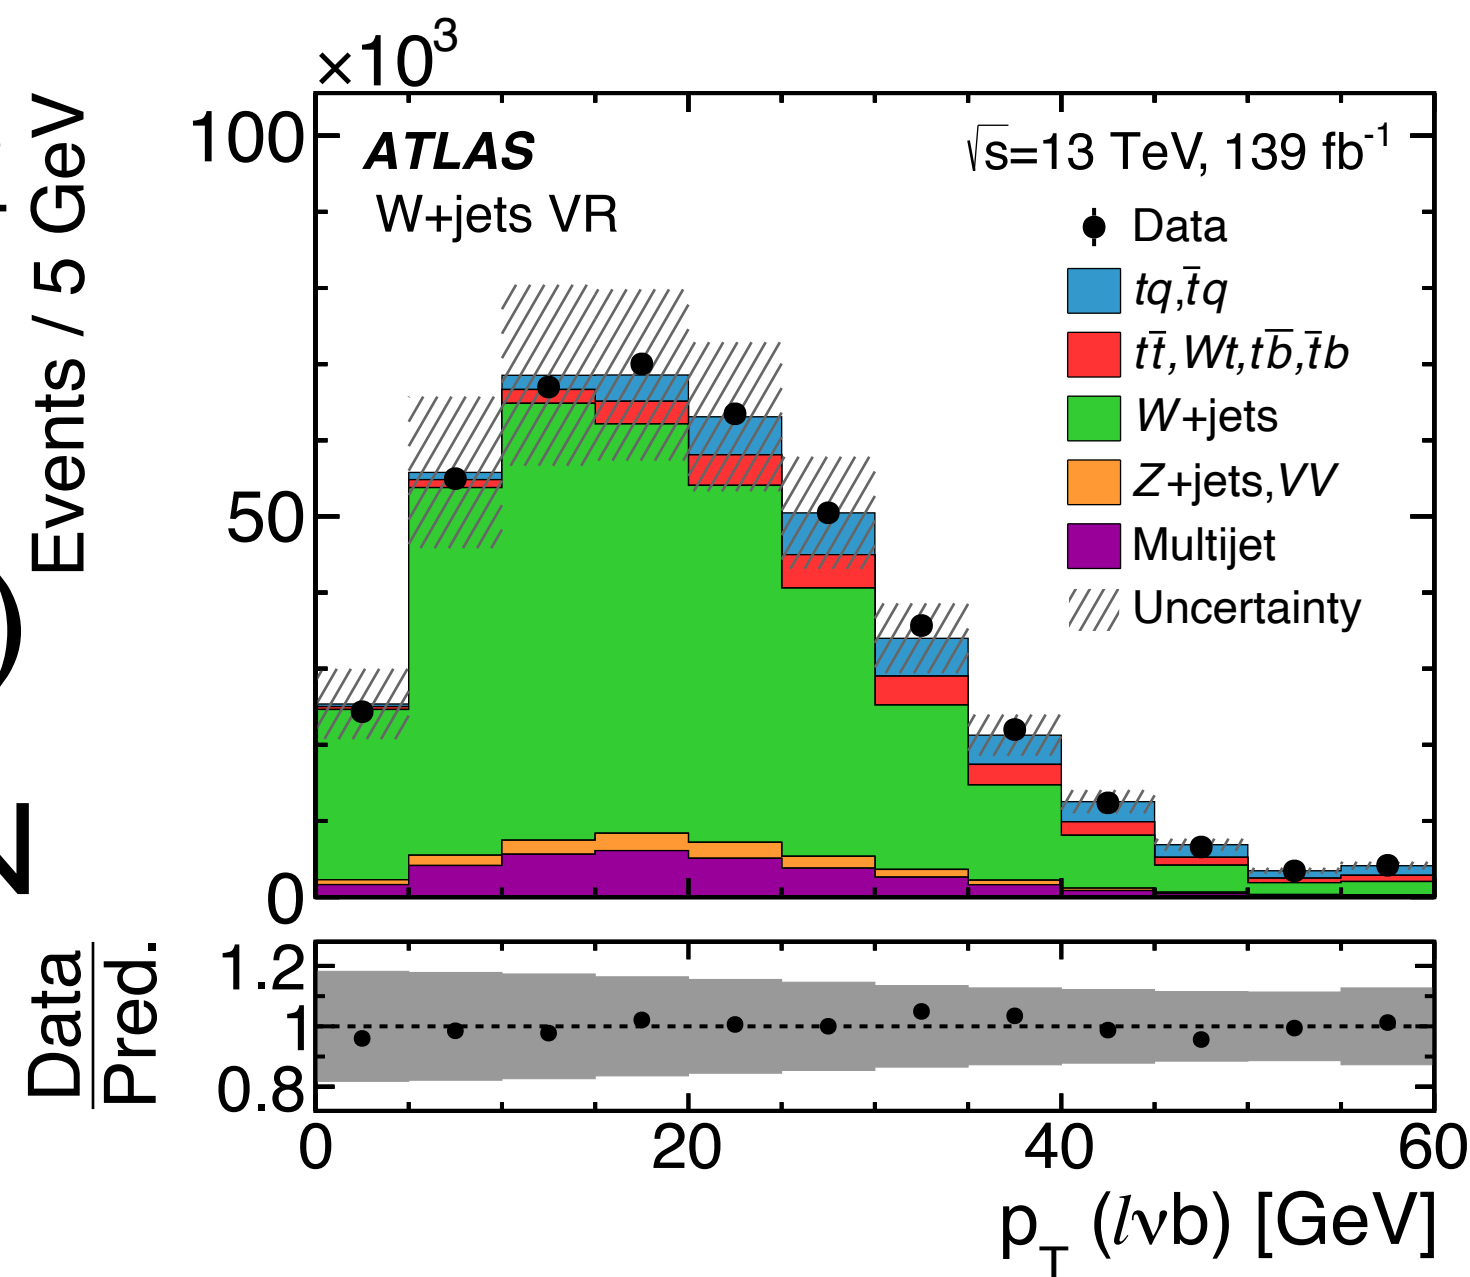 ×10³
Events / 5 GeV
100
50
0
ATLAS
W+jets VR
√s=13 TeV, 139 fb⁻¹
Data
tq,t̄q
tt̄,Wt,tb̄,t̄b
W+jets
Z+jets,VV
Multijet
Uncertainty
Data
Pred.
1.2
1
0.8
0 20 40 60
p_T (lνb) [GeV]